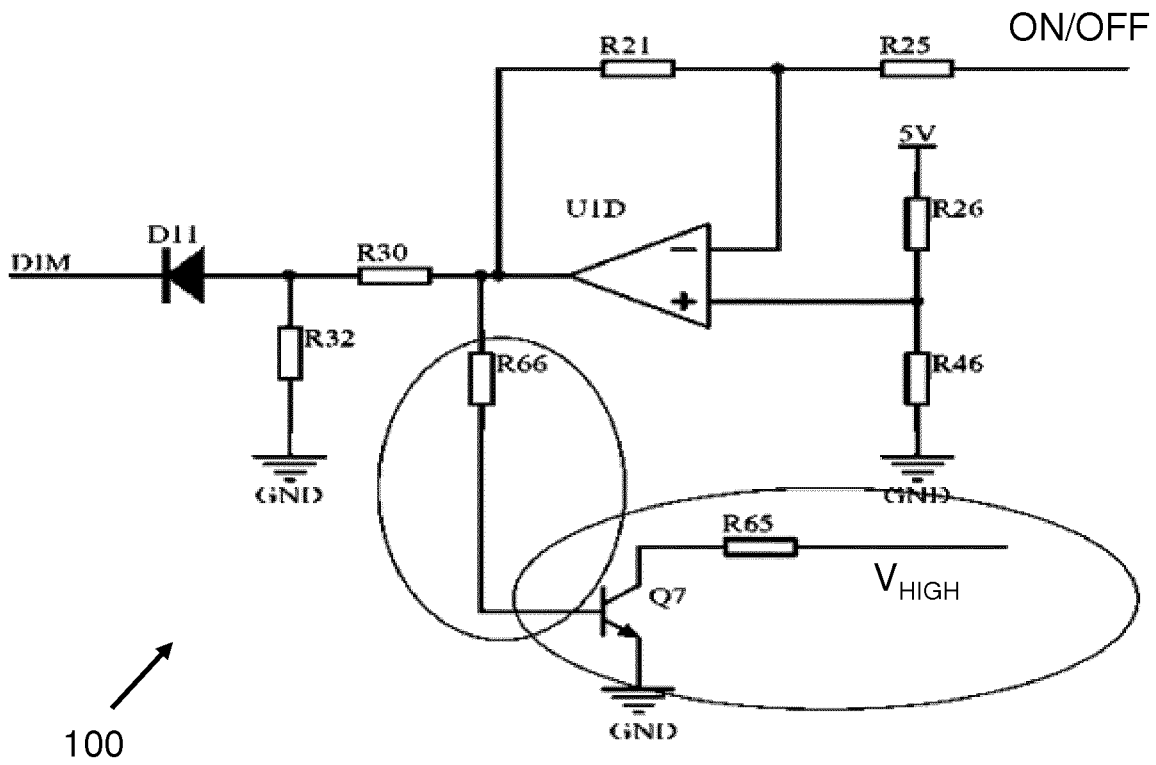 ON/OFF
R21
R25
5V
U1D
R26
D11
DIM
R30
−
+
R32
R66
R46
GND
GND
R65
VHIGH
Q7
GND
100